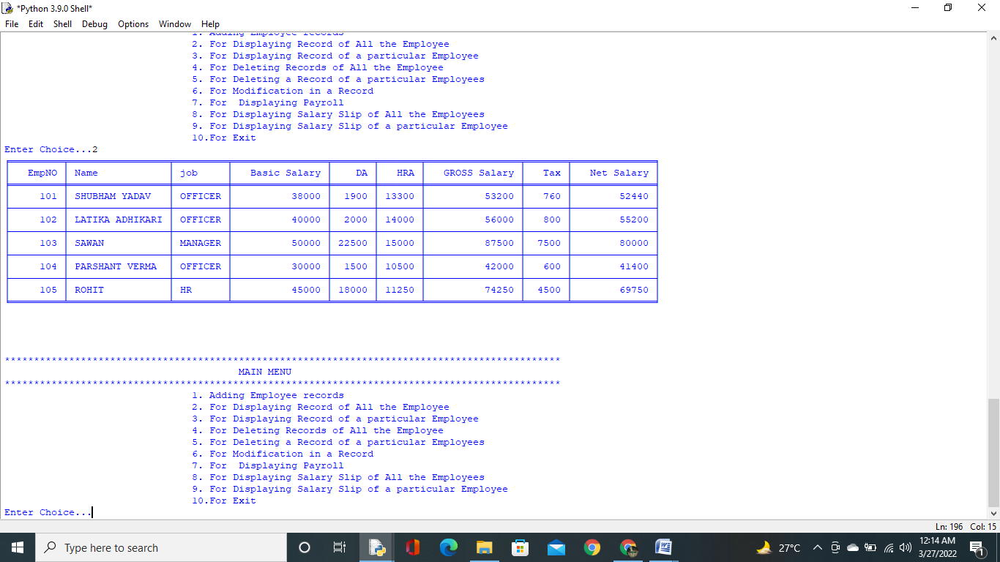 *Python 3.9.0 Shell*
File Edit Shell Debug Options Window Help
1. Adding Employee records
2. For Displaying Record of All the Employee
3. For Displaying Record of a particular Employee
4. For Deleting Records of All the Employee
5. For Deleting a Record of a particular Employees
6. For Modification in a Record
7. For  Displaying Payroll
8. For Displaying Salary Slip of All the Employees
9. For Displaying Salary Slip of a particular Employee
10.For Exit
Enter Choice...2
EmpNO Name job Basic Salary DA HRA GROSS Salary Tax Net Salary
101 SHUBHAM YADAV OFFICER 38000 1900 13300 53200 760 52440
102 LATIKA ADHIKARI OFFICER 40000 2000 14000 56000 800 55200
103 SAWAN MANAGER 50000 22500 15000 87500 7500 80000
104 PARSHANT VERMA OFFICER 30000 1500 10500 42000 600 41400
105 ROHIT HR 45000 18000 11250 74250 4500 69750
***********************************************************************************************
MAIN MENU
***********************************************************************************************
1. Adding Employee records
2. For Displaying Record of All the Employee
3. For Displaying Record of a particular Employee
4. For Deleting Records of All the Employee
5. For Deleting a Record of a particular Employees
6. For Modification in a Record
7. For  Displaying Payroll
8. For Displaying Salary Slip of All the Employees
9. For Displaying Salary Slip of a particular Employee
10.For Exit
Enter Choice...
Ln: 196 Col: 15
Type here to search
27°C
12:14 AM
3/27/2022
1